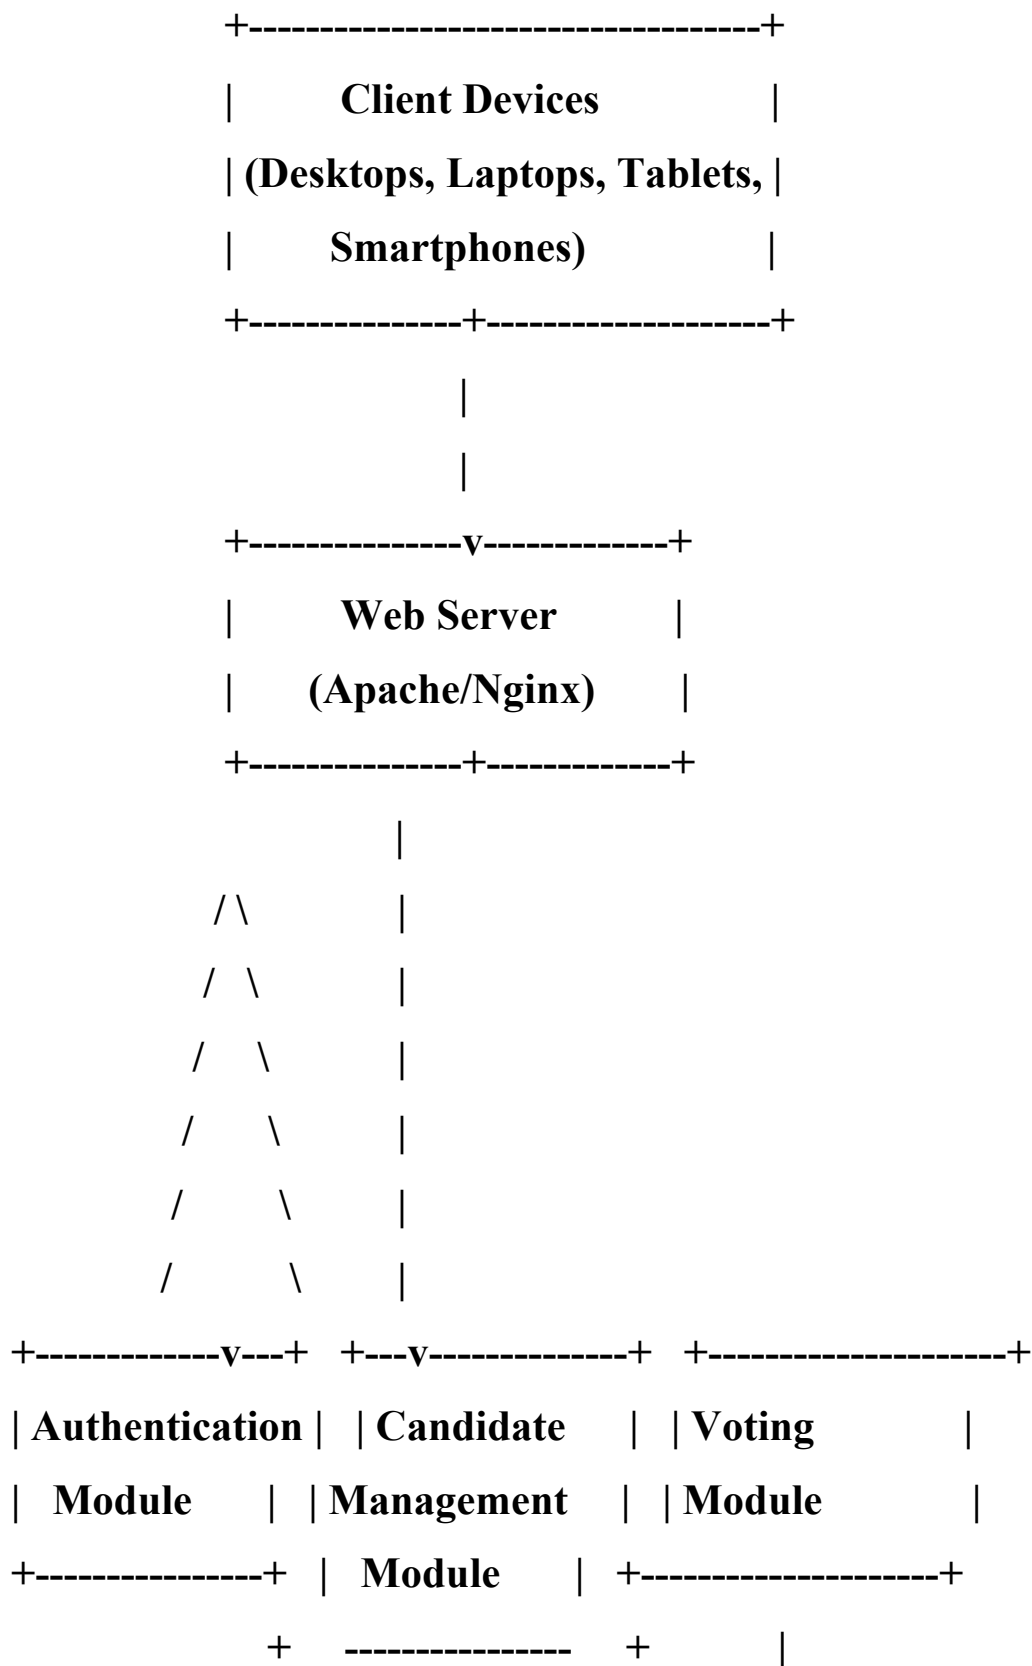 +------------------------------------+
| Client Devices |
| (Desktops, Laptops, Tablets, |
| Smartphones) |
+---------------+--------------------+
|
|
+---------------v-------------+
| Web Server |
| (Apache/Nginx) |
+---------------+-------------+
|
/ \ |
/ \ |
/ \ |
/ \ |
/ \ |
/ \ |
+-------------v---+ +---v--------------+ +---------------------+
| Authentication | | Candidate | | Voting |
| Module | | Management | | Module |
+----------------+ | Module | +---------------------+
+ ---------------- + |